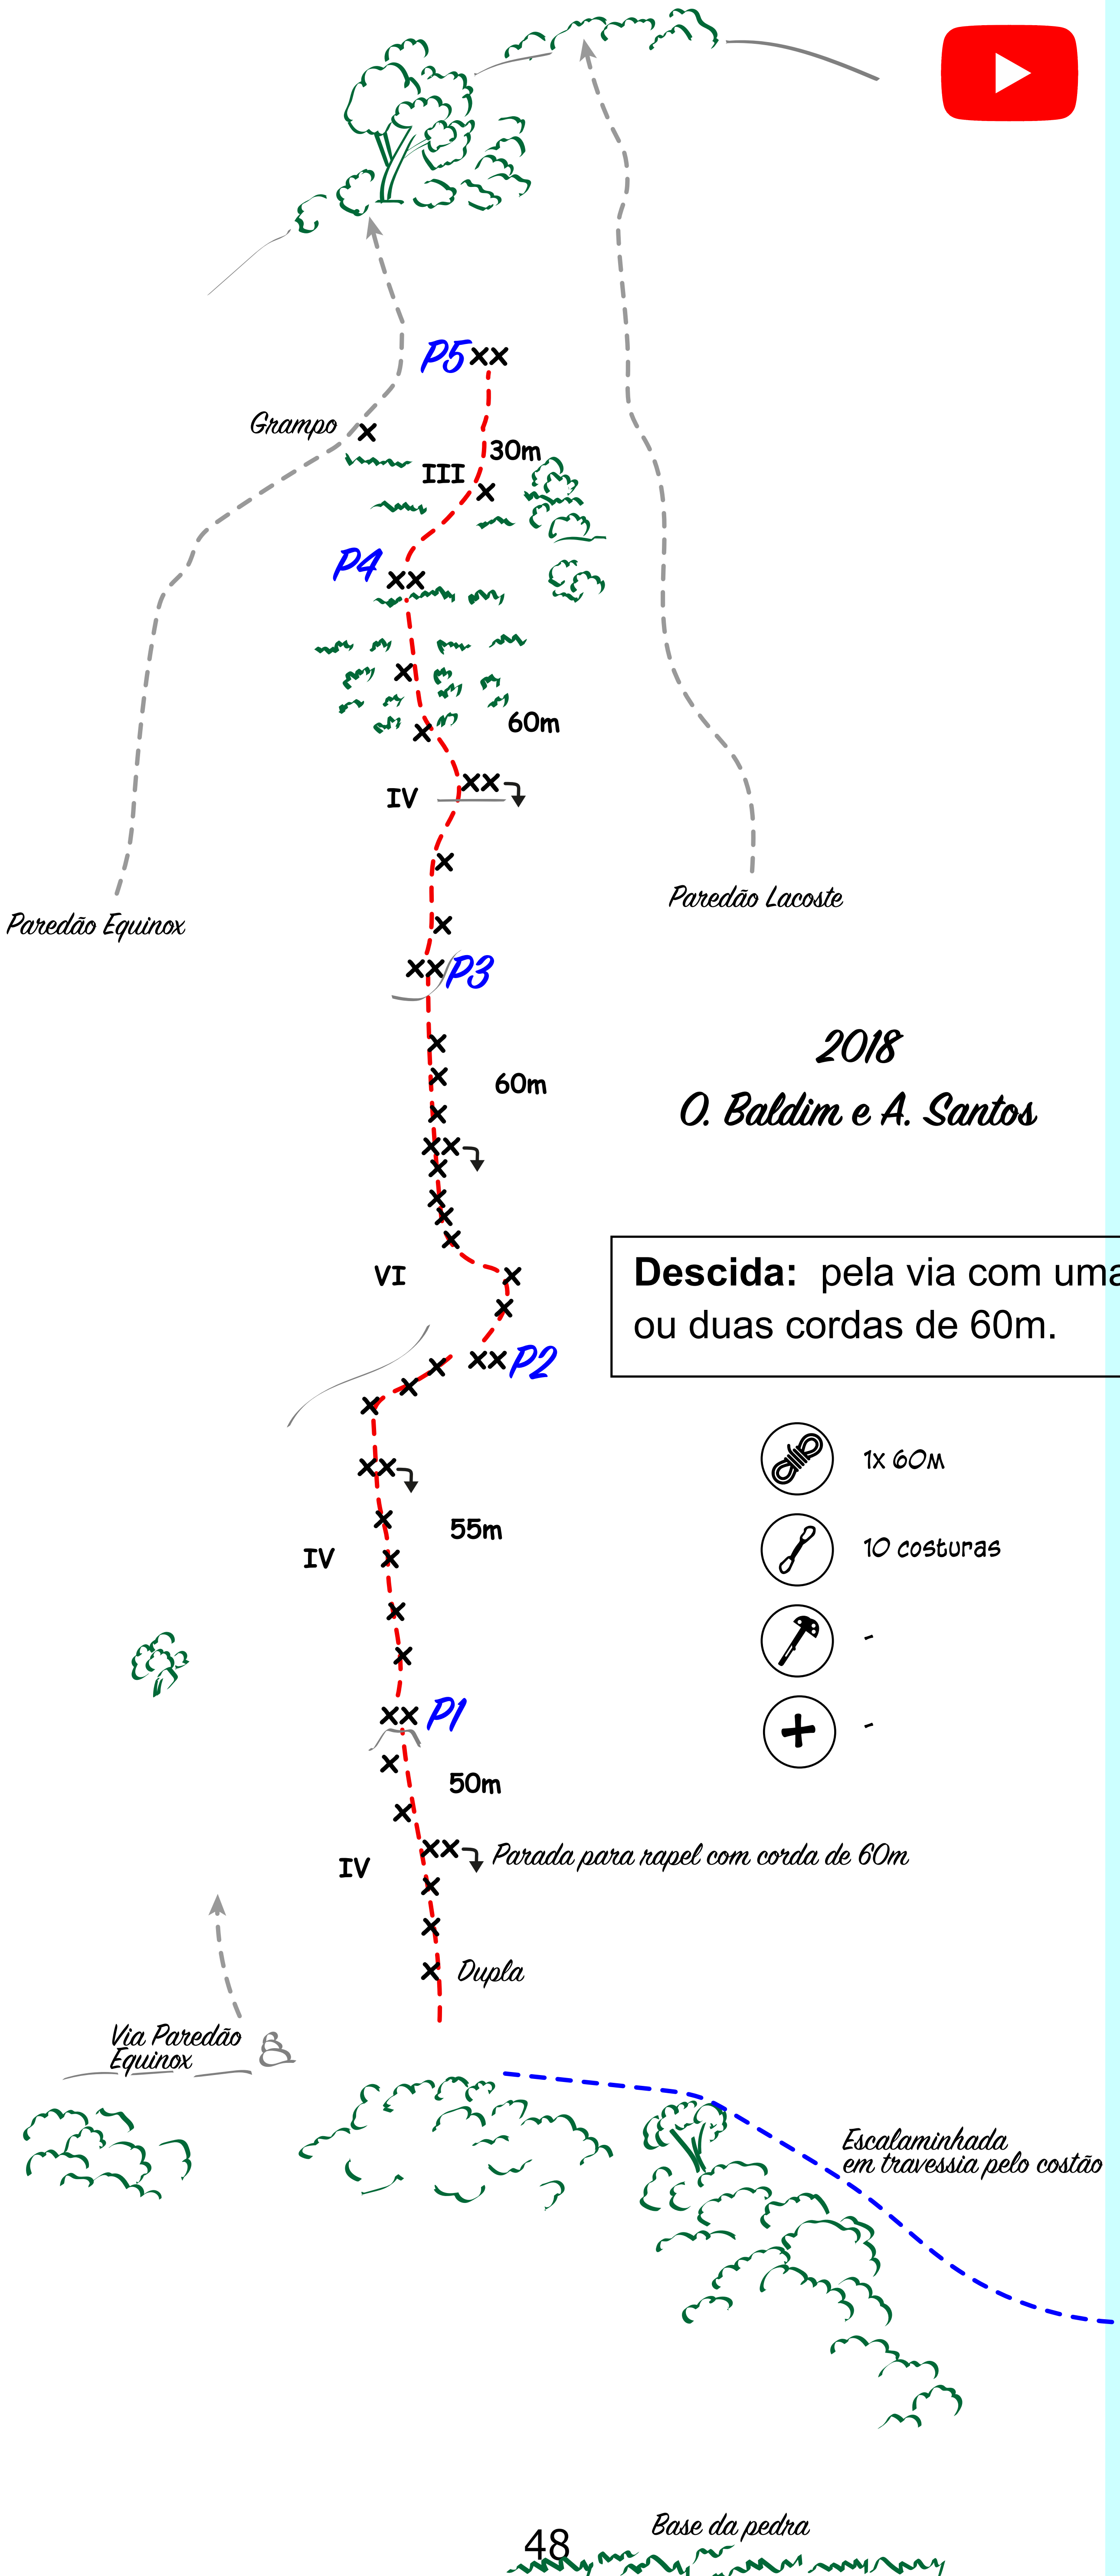 P5
Grampo
30m
III
P4
60m
IV
Paredão Lacoste
Paredão Equinox
P3
2018
60m
O. Baldim e A. Santos
Descida: pela via com uma
ou duas cordas de 60m.
VI
P2
1x 60m
55m
10 costuras
IV
-
P1
-
50m
Parada para rapel com corda de 60m
IV
Dupla
Via Paredão
Equinox
Escalaminhada
em travessia pelo costão
Base da pedra
48